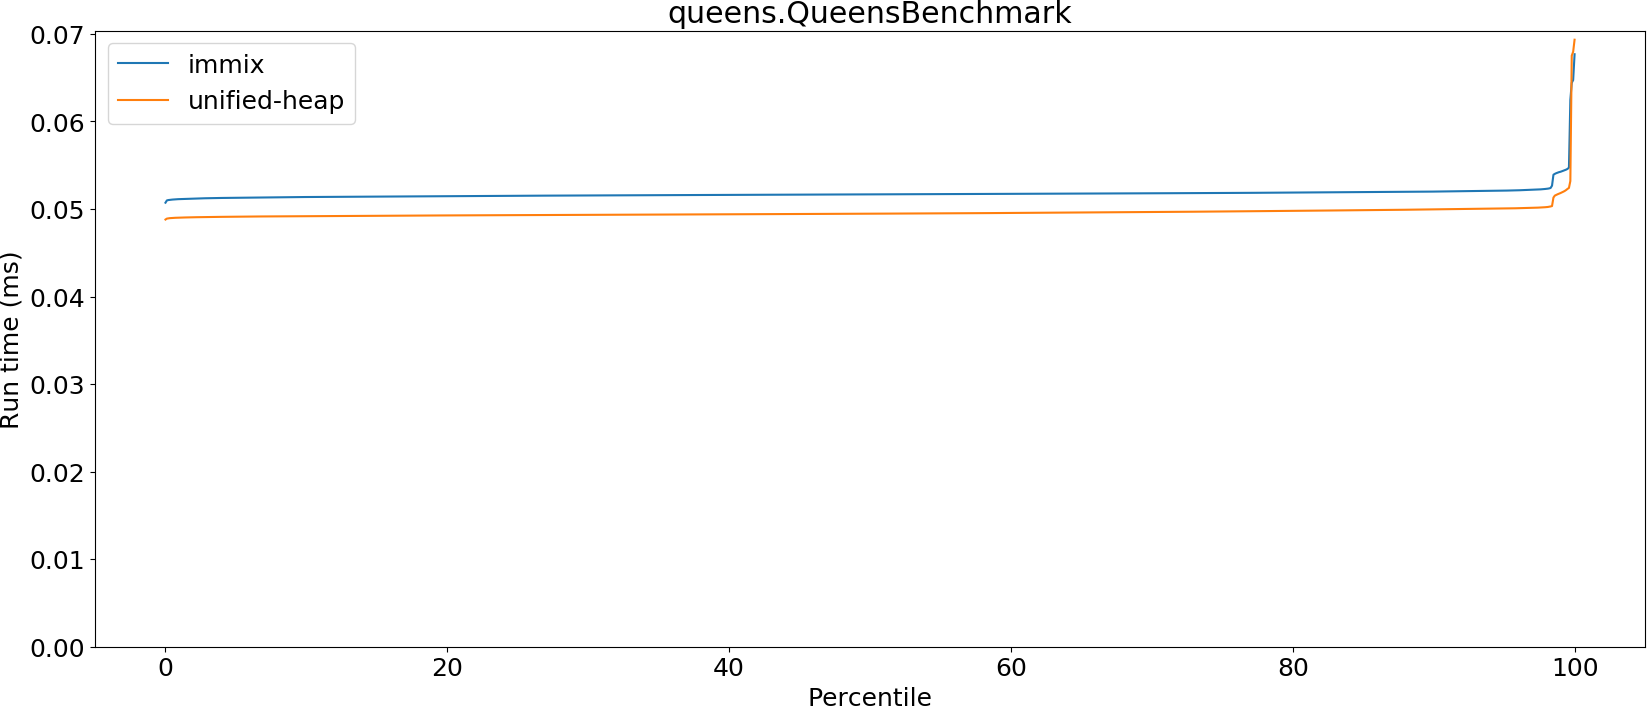 queens.QueensBenchmark
immix
unified-heap
Run time (ms)
0.07
0.06
0.05
0.04
0.03
0.02
0.01
0.00
0 20 40 60 80 100
Percentile